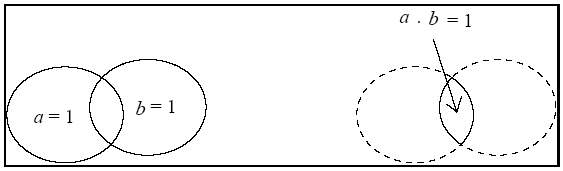 a . b = 1
a = 1
b = 1